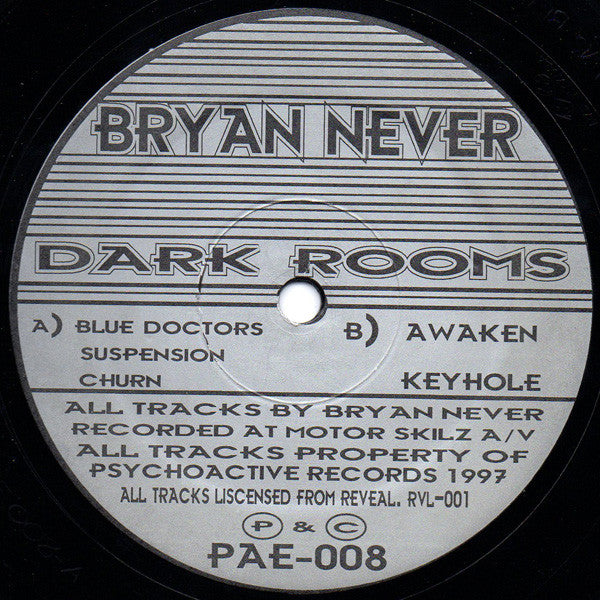 BRYAN NEVER
DARK ROOMS
A) BLUE DOCTORS
SUSPENSION
CHURN
B) AWAKEN
KEYHOLE
ALL TRACKS BY BRYAN NEVER
RECORDED AT MOTOR SKILZ A/V
ALL TRACKS PROPERTY OF
PSYCHOACTIVE RECORDS 1997
ALL TRACKS LISCENSED FROM REVEAL. RVL-001
Ⓟ & Ⓒ
PAE-008